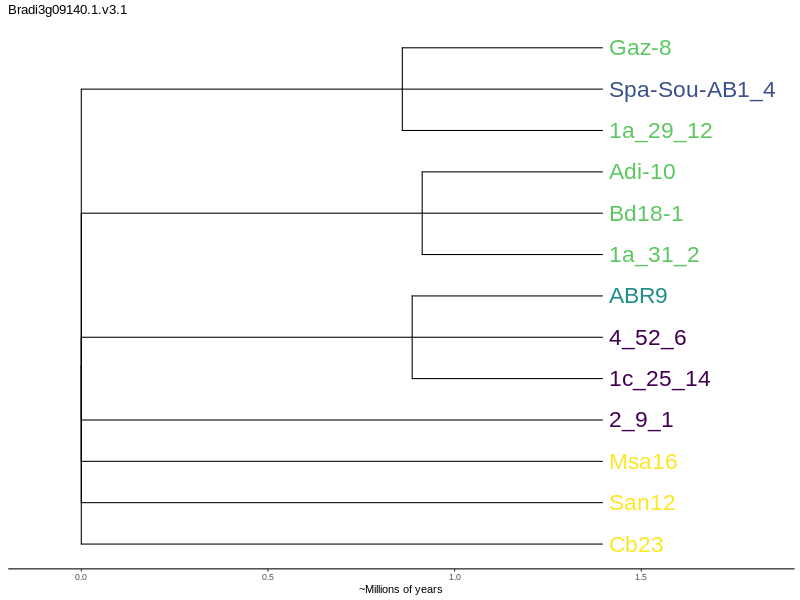 Bradi3g09140.1.v3.1
Gaz-8
Spa-Sou-AB1_4
1a_29_12
Adi-10
Bd18-1
1a_31_2
ABR9
4_52_6
1c_25_14
2_9_1
Msa16
San12
Cb23
0.0 0.5 1.0 1.5
~Millions of years